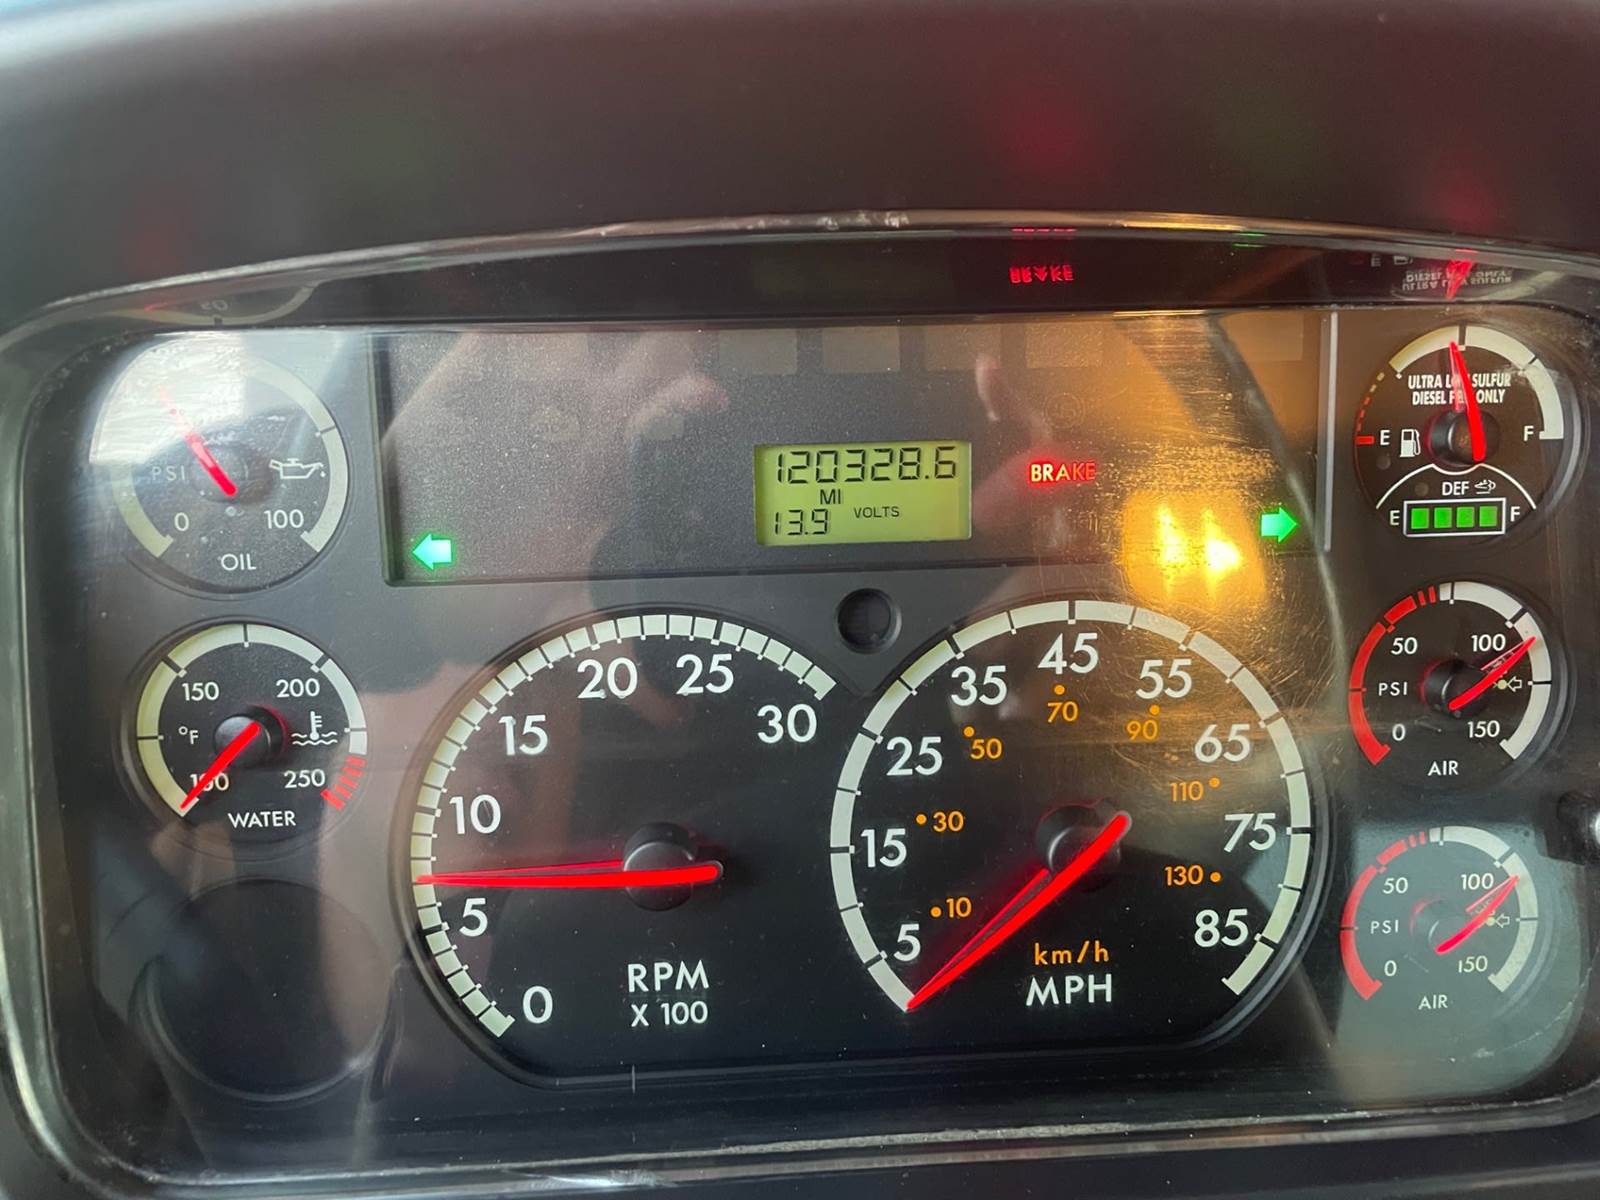 BRAKE
ULTRA LOW SULFUR
DIESEL FUEL ONLY
E F
DEF
E F
PSI
0 100
OIL
120328.6
MI
13.9 VOLTS
BRAKE
150 200
°F
100 250
WATER
0 5 10 15 20 25 30
RPM
X 100
5 15 25 35 45 55 65 75 85
10 30 50 70 90 110 130
km/h
MPH
50 100
PSI
0 150
AIR
50 100
PSI
0 150
AIR